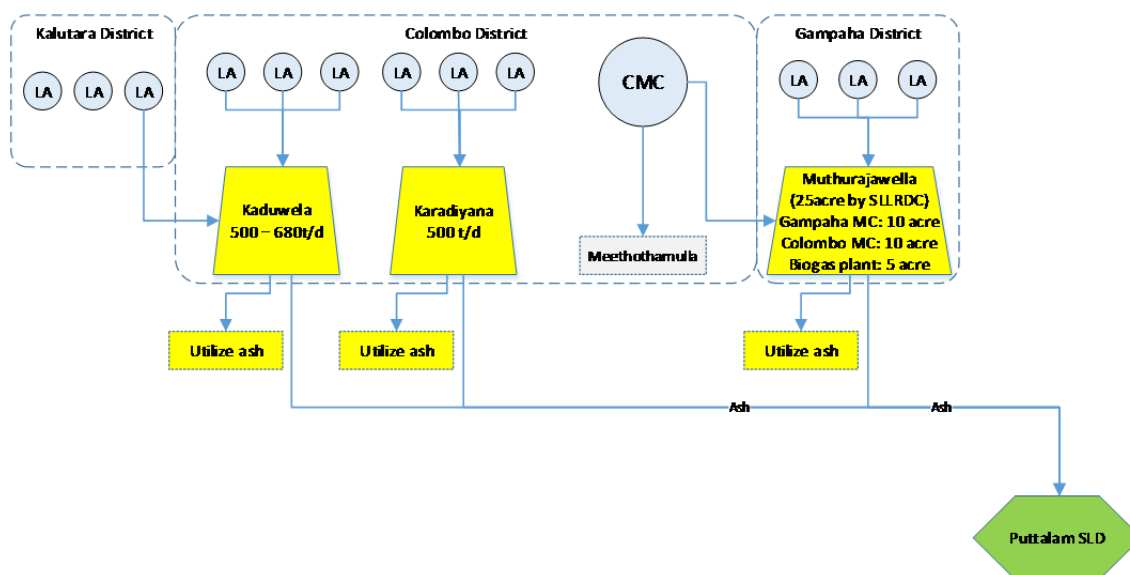 Kalutara District
Colombo District
Gampaha District
LA
LA
LA
LA
LA
LA
LA
LA
LA
CMC
LA
LA
LA
Kaduwela
500 – 680t/d
Karadiyana
500 t/d
Meethothamulla
Muthurajawella
(25acre by SLLRDC)
Gampaha MC: 10 acre
Colombo MC: 10 acre
Biogas plant: 5 acre
Utilize ash
Utilize ash
Utilize ash
Ash
Ash
Puttalam SLD